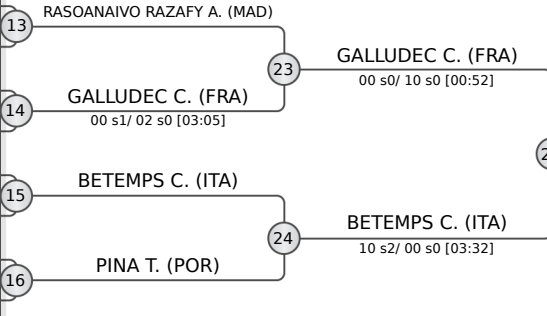 13
RASOANAIVO RAZAFY A. (MAD)
23
GALLUDEC C. (FRA)
00 s0/ 10 s0 [00:52]
14
GALLUDEC C. (FRA)
00 s1/ 02 s0 [03:05]
15
BETEMPS C. (ITA)
24
BETEMPS C. (ITA)
10 s2/ 00 s0 [03:32]
16
PINA T. (POR)